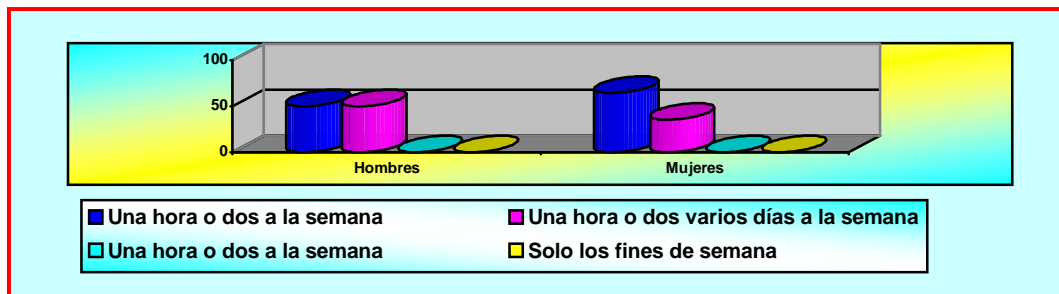 100
50
0
Hombres Mujeres
Una hora o dos a la semana Una hora o dos varios días a la semana
Una hora o dos a la semana Solo los fines de semana